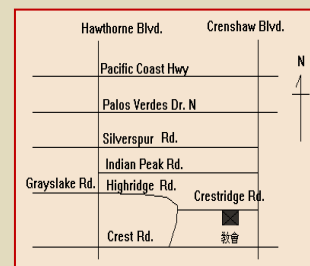 Hawthorne Blvd.
Crenshaw Blvd.
N
Pacific Coast Hwy
Palos Verdes Dr. N
Silverspur Rd.
Indian Peak Rd.
Grayslake Rd.
Highridge Rd.
Crestridge Rd.
教會
Crest Rd.